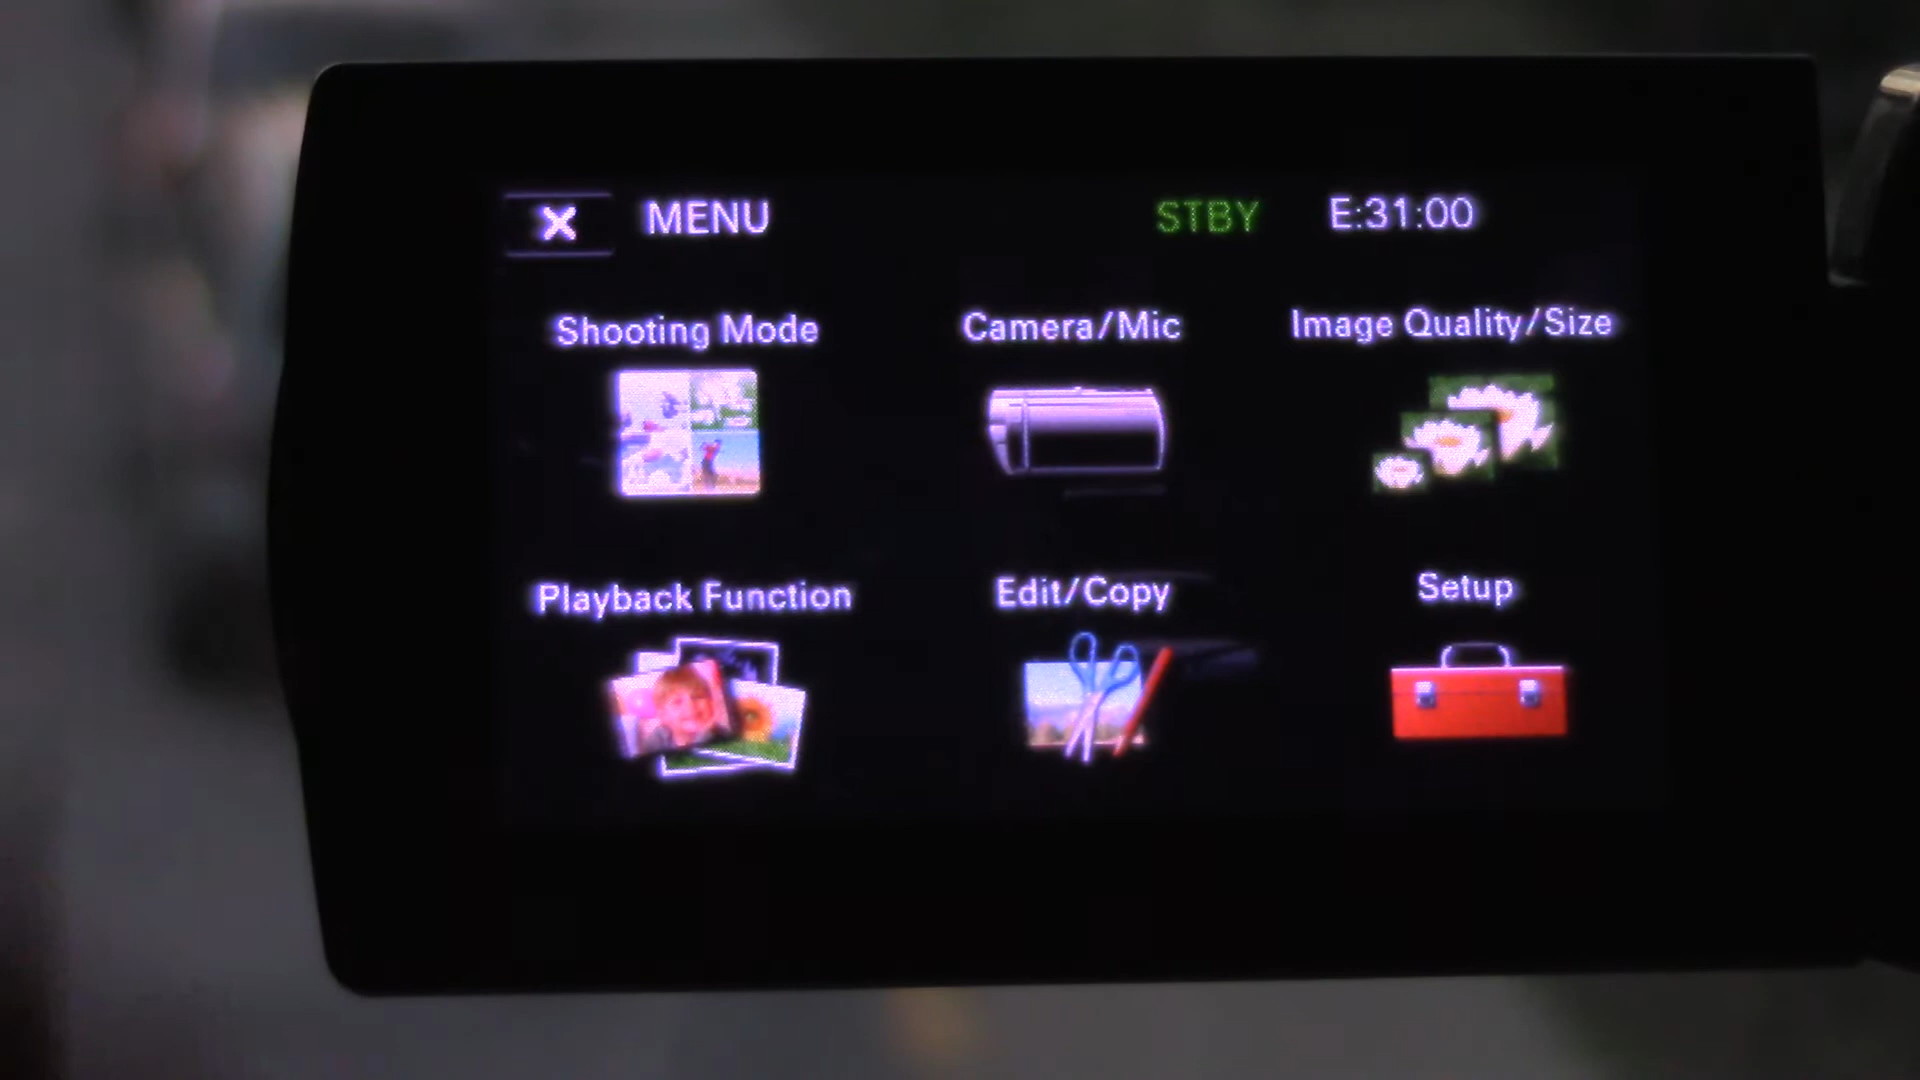 X MENU STBY E:31:00
Shooting Mode Camera/Mic Image Quality/Size
Playback Function Edit/Copy Setup